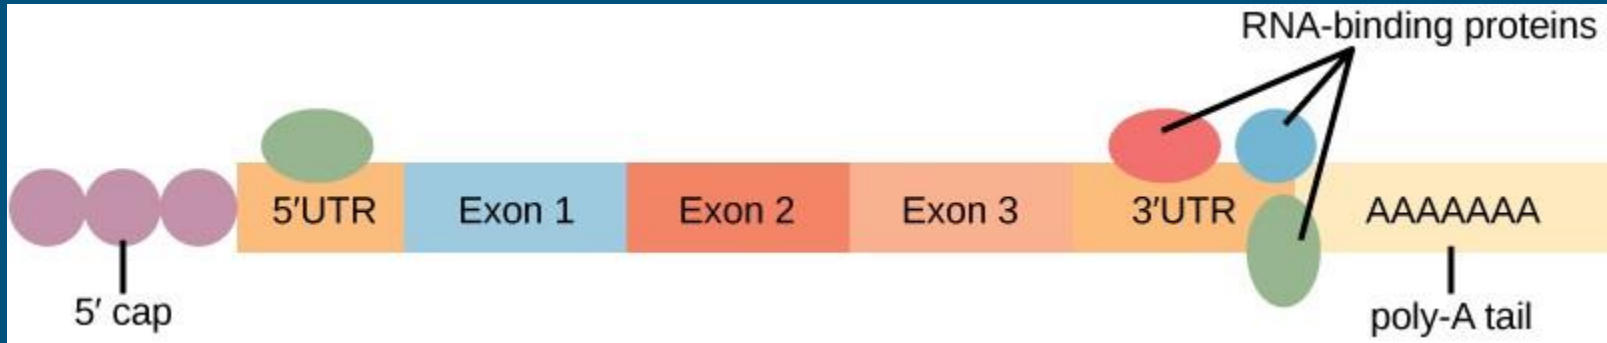 RNA-binding proteins
5′UTR Exon 1 Exon 2 Exon 3 3′UTR AAAAAAA
5′ cap
poly-A tail